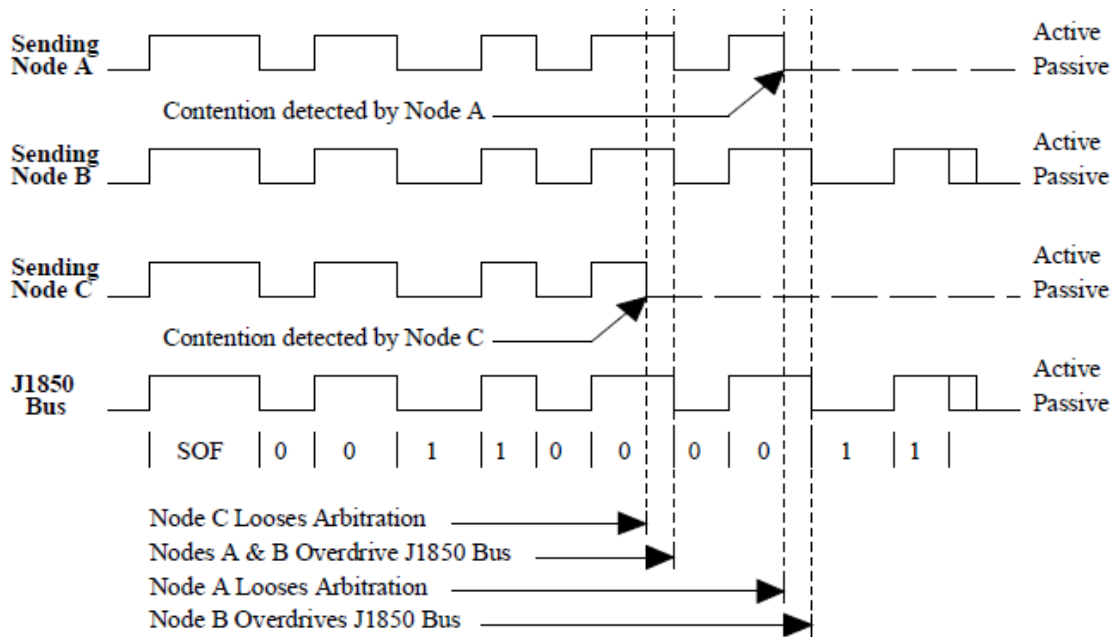 Sending Node A
Active
Passive
Contention detected by Node A
Sending Node B
Active
Passive
Sending Node C
Active
Passive
Contention detected by Node C
J1850 Bus
Active
Passive
SOF 0 0 1 1 0 0 0 0 1 1
Node C Looses Arbitration
Nodes A & B Overdrive J1850 Bus
Node A Looses Arbitration
Node B Overdrives J1850 Bus